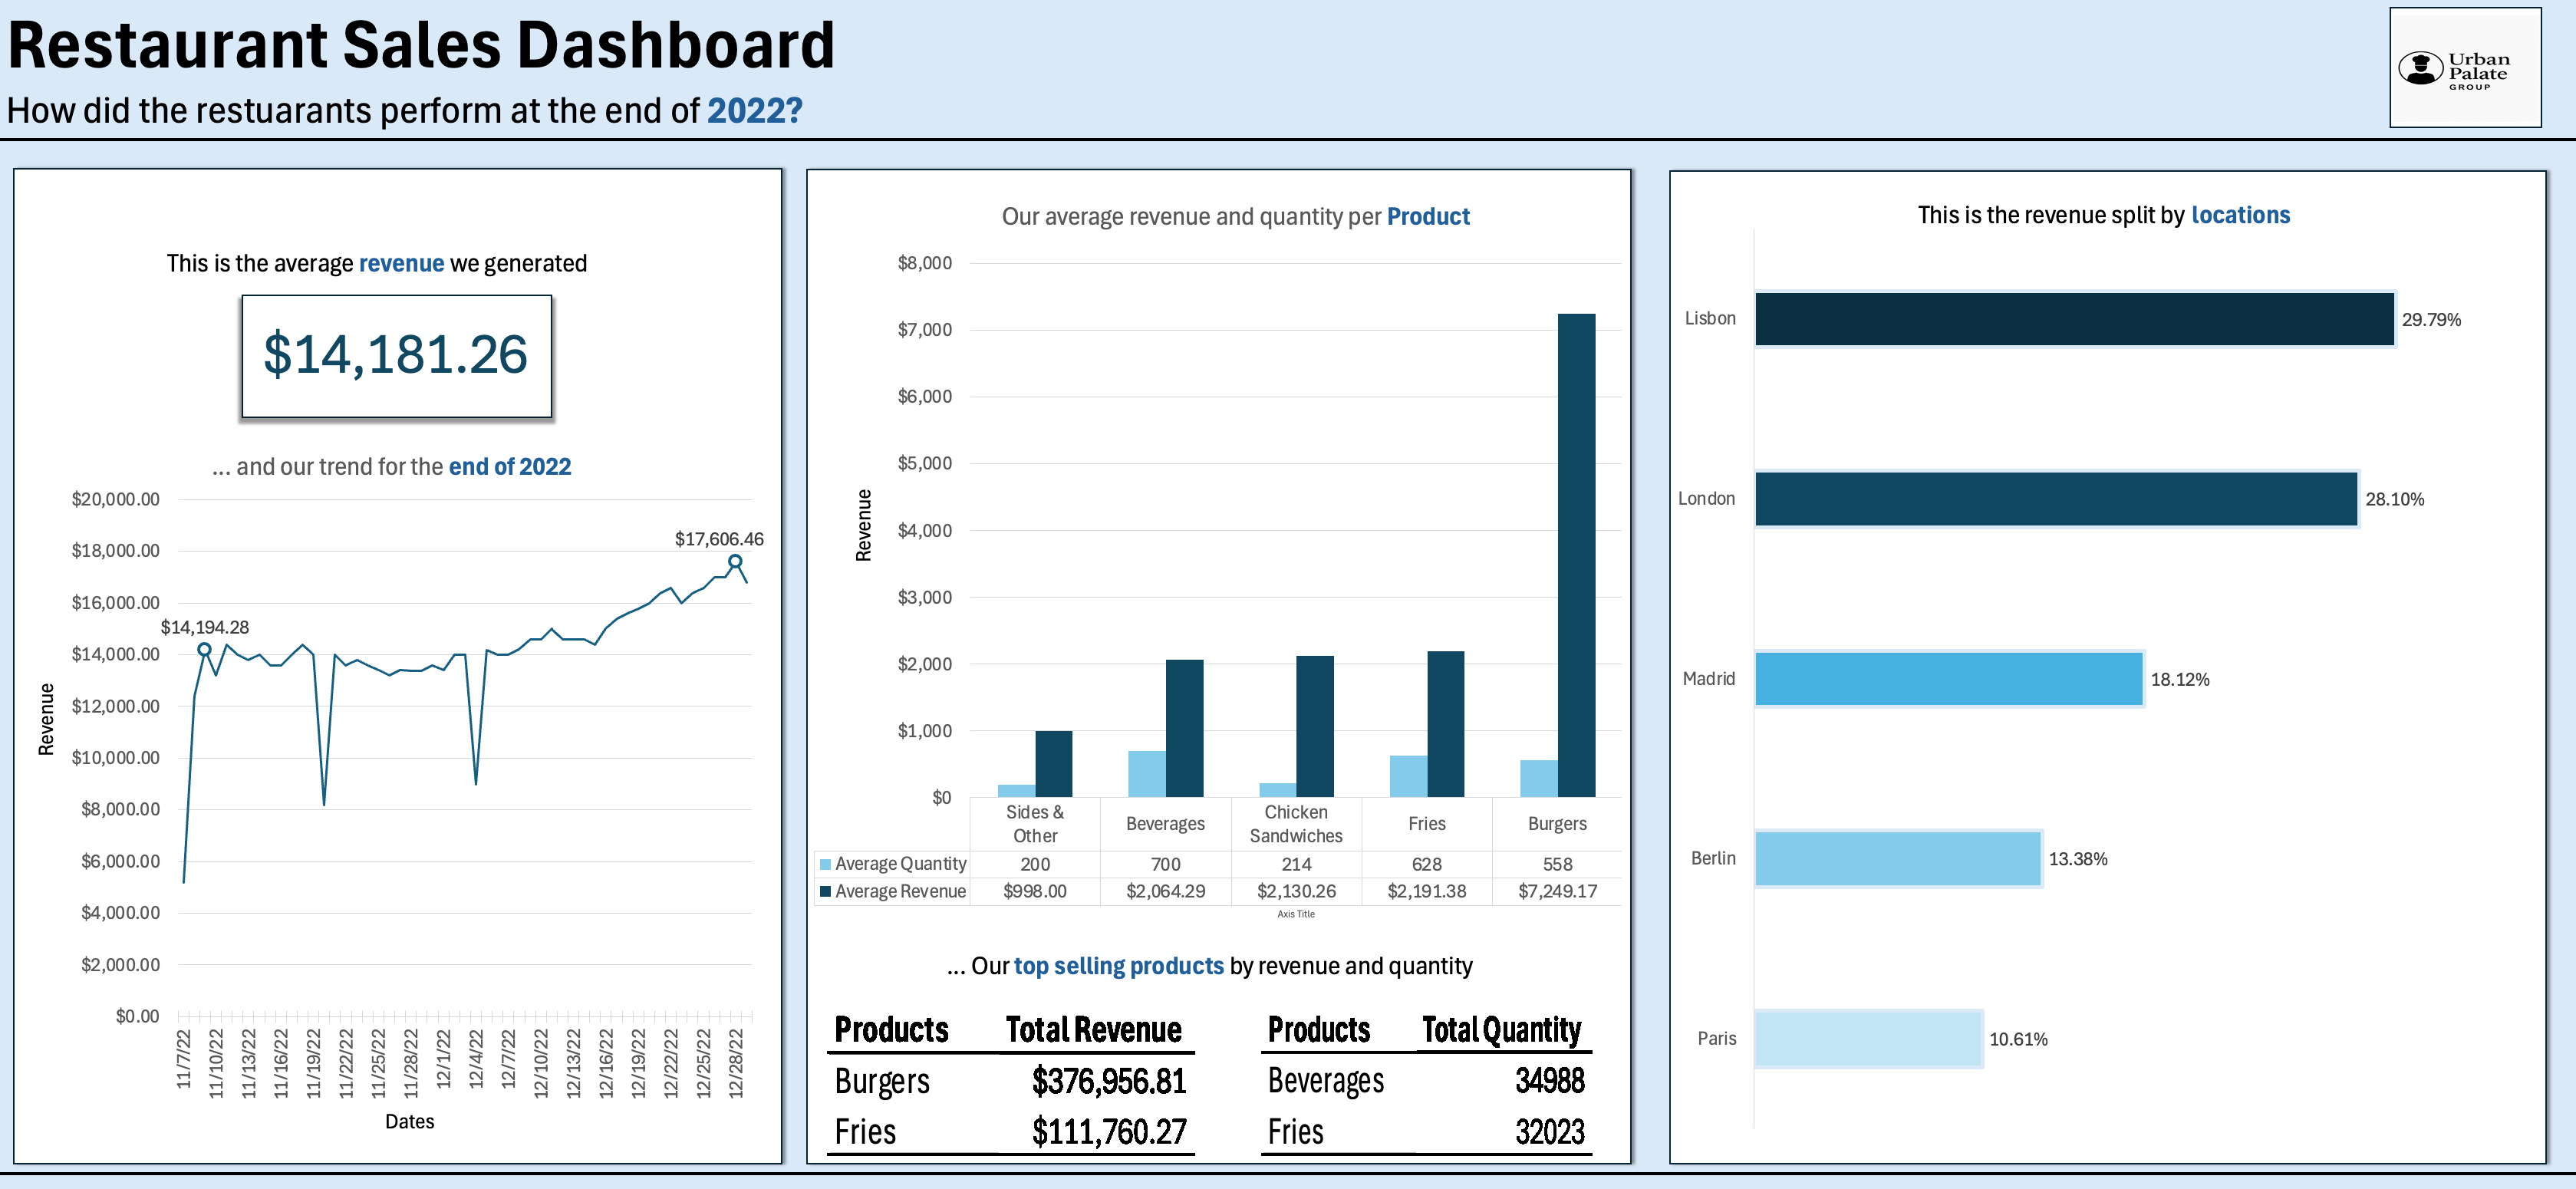 Restaurant Sales Dashboard
How did the restuarants perform at the end of 2022?
Urban
Palate
GROUP
This is the average revenue we generated
$14,181.26
... and our trend for the end of 2022
$20,000.00
$18,000.00
$16,000.00
$14,000.00
$12,000.00
$10,000.00
$8,000.00
$6,000.00
$4,000.00
$2,000.00
$0.00
Revenue
$14,194.28
$17,606.46
11/7/22
11/10/22
11/13/22
11/16/22
11/19/22
11/22/22
11/25/22
11/28/22
12/1/22
12/4/22
12/7/22
12/10/22
12/13/22
12/16/22
12/19/22
12/22/22
12/25/22
12/28/22
Dates
Our average revenue and quantity per Product
$8,000
$7,000
$6,000
$5,000
$4,000
$3,000
$2,000
$1,000
$0
Revenue
Sides &
Other
Beverages
Chicken
Sandwiches
Fries
Burgers
Average Quantity 200 700 214 628 558
Average Revenue $998.00 $2,064.29 $2,130.26 $2,191.38 $7,249.17
Axis Title
... Our top selling products by revenue and quantity
Products Total Revenue
Burgers $376,956.81
Fries $111,760.27
Products Total Quantity
Beverages 34988
Fries 32023
This is the revenue split by locations
Lisbon 29.79%
London 28.10%
Madrid 18.12%
Berlin 13.38%
Paris 10.61%